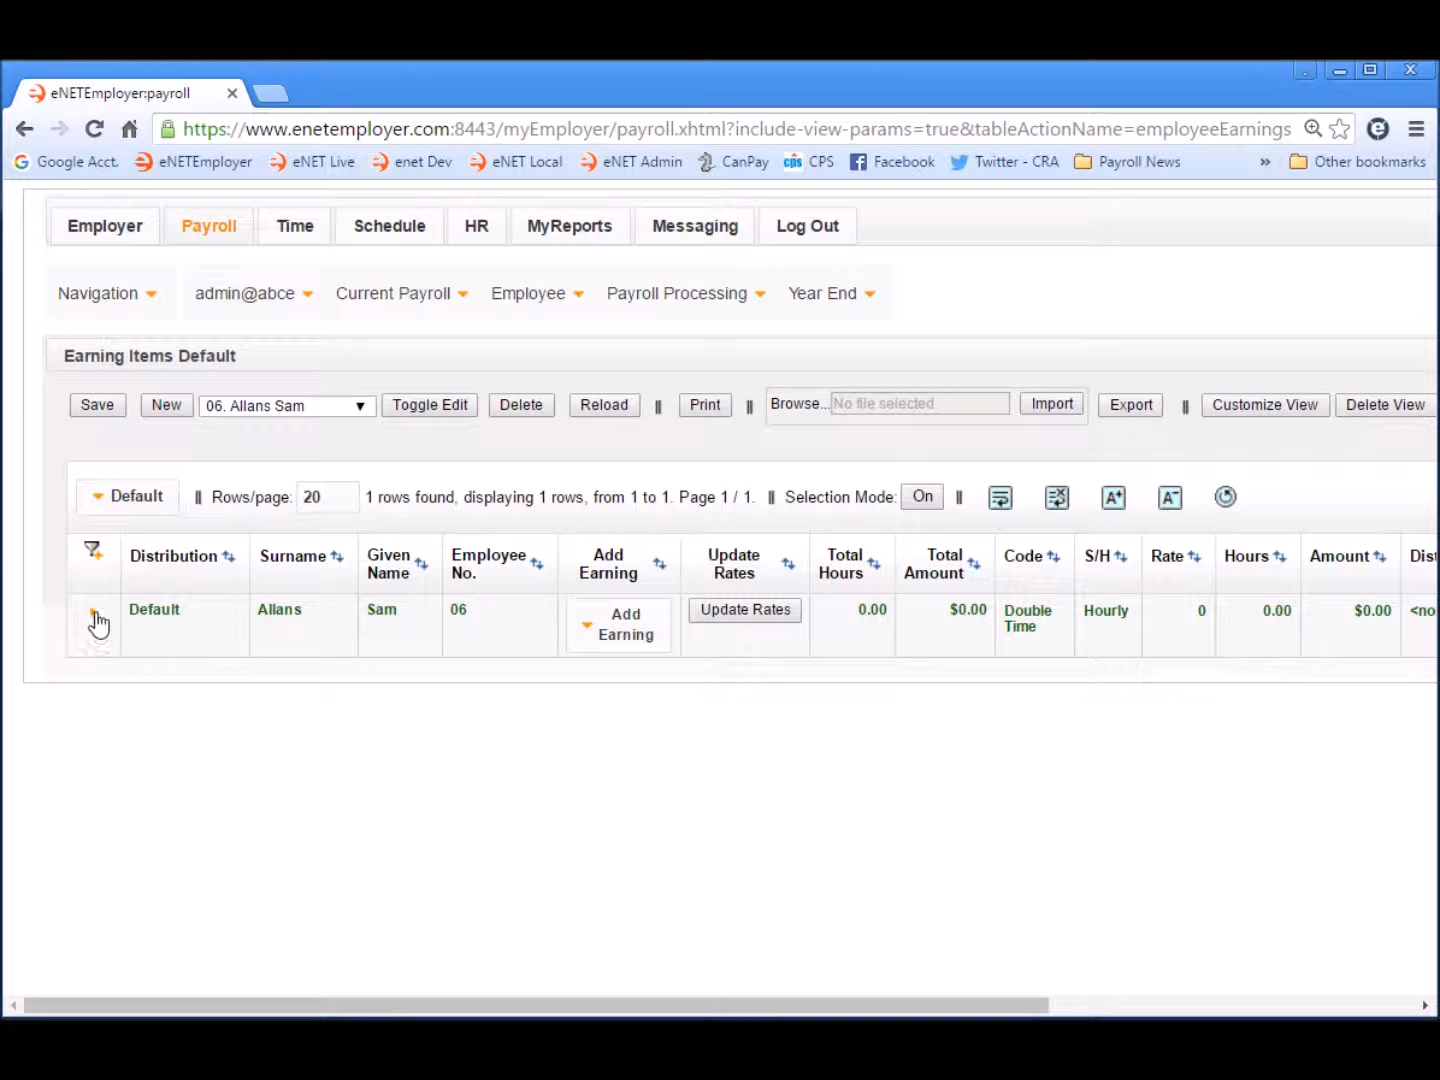 eNETEmployer:payroll
https://www.enetemployer.com:8443/myEmployer/payroll.xhtml?include-view-params=true&tableActionName=employeeEarnings
Google Acct. eNETEmployer eNET Live enet Dev eNET Local eNET Admin CanPay cps CPS Facebook Twitter - CRA Payroll News » Other bookmarks
Employer Payroll Time Schedule HR MyReports Messaging Log Out
Navigation admin@abce Current Payroll Employee Payroll Processing Year End
Earning Items Default
Save New 06. Allans Sam Toggle Edit Delete Reload || Print || Browse... No file selected Import Export || Customize View Delete View
Default || Rows/page: 20 1 rows found, displaying 1 rows, from 1 to 1. Page 1 / 1. || Selection Mode: On || A+ A-
Distribution Surname Given Name Employee No. Add Earning Update Rates Total Hours Total Amount Code S/H Rate Hours Amount Dist
Default Allans Sam 06 Add Earning Update Rates 0.00 $0.00 Double Time Hourly 0 0.00 $0.00 <no